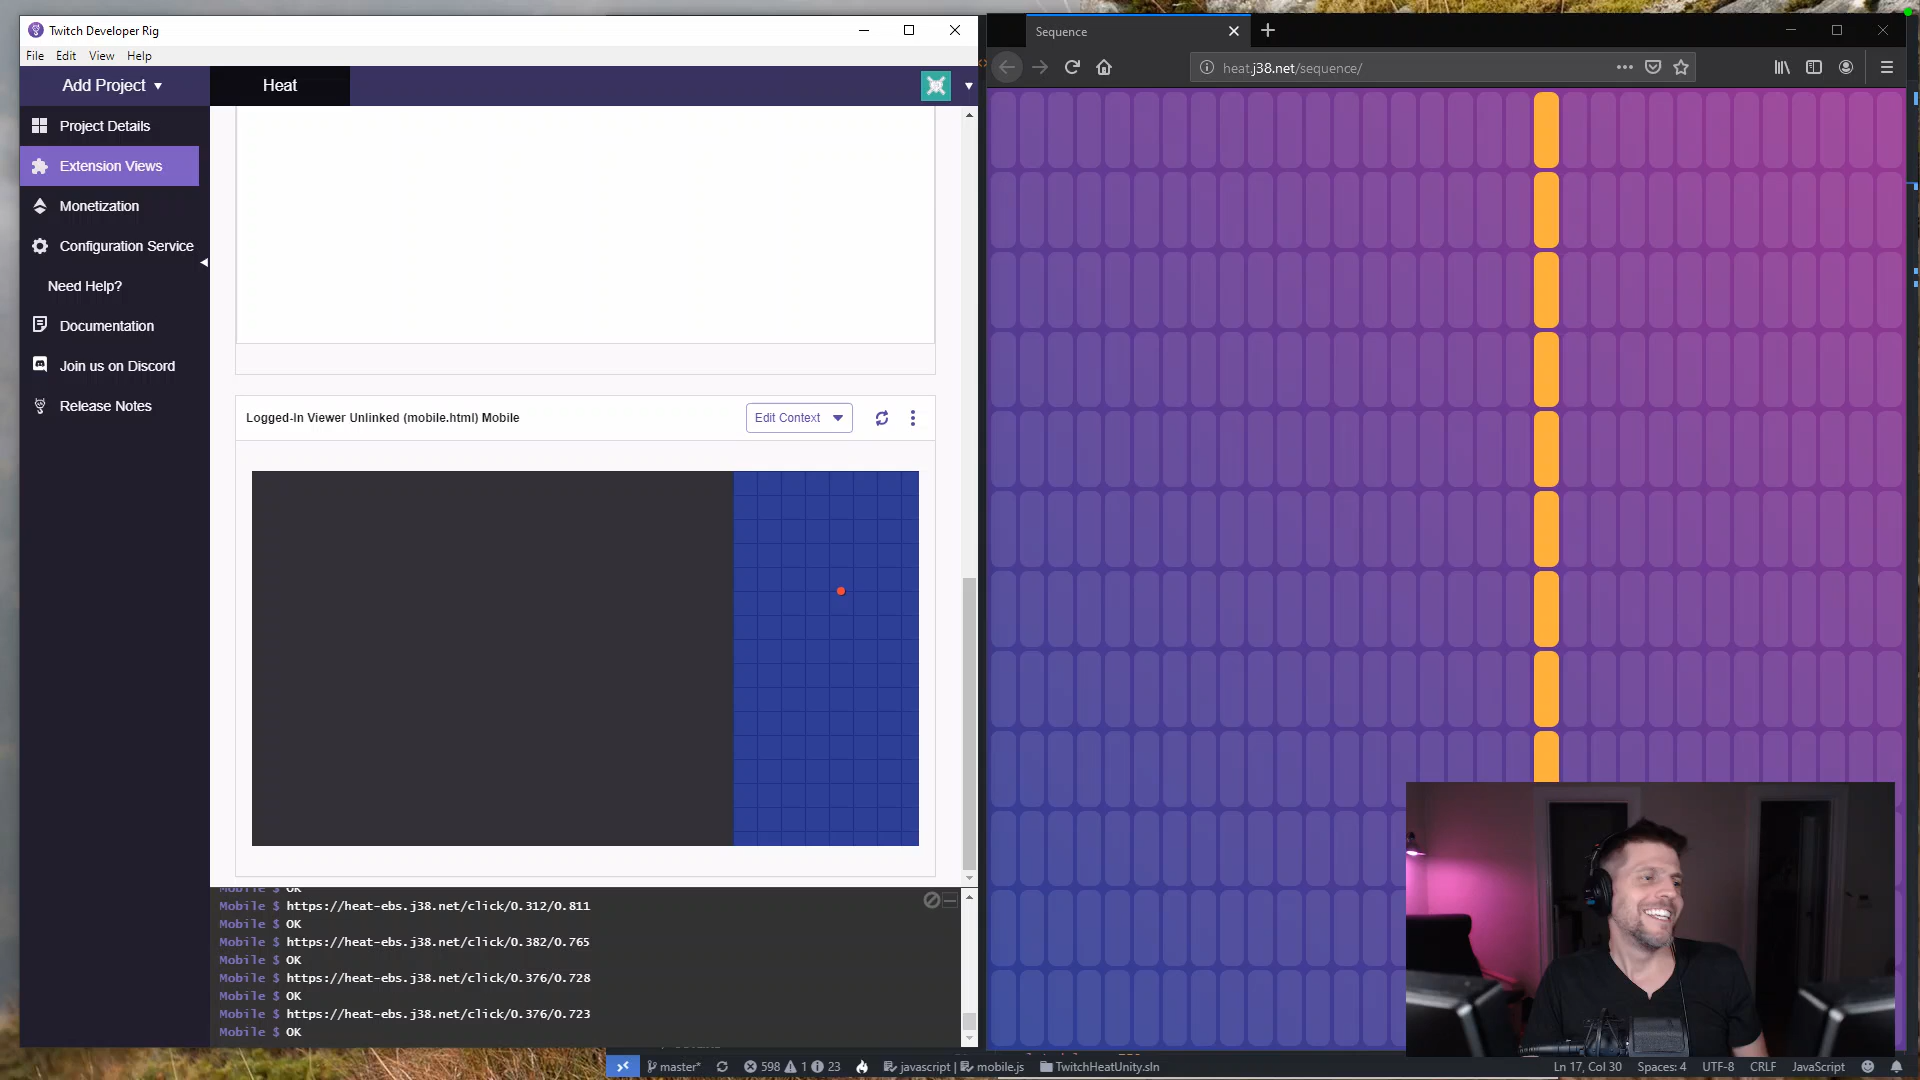 Twitch Developer Rig
File Edit View Help
Add Project
Heat
Project Details
Extension Views
Monetization
Configuration Service
Need Help?
Documentation
Join us on Discord
Release Notes
Logged-In Viewer Unlinked (mobile.html) Mobile
Edit Context
Mobile $ OK
Mobile $ https://heat-ebs.j38.net/click/0.312/0.811
Mobile $ OK
Mobile $ https://heat-ebs.j38.net/click/0.382/0.765
Mobile $ OK
Mobile $ https://heat-ebs.j38.net/click/0.376/0.728
Mobile $ OK
Mobile $ https://heat-ebs.j38.net/click/0.376/0.723
Mobile $ OK
Sequence
heat.j38.net/sequence/
master* 598 1 23 javascript | mobile.js TwitchHeatUnity.sln Ln 17, Col 30 Spaces: 4 UTF-8 CRLF JavaScript